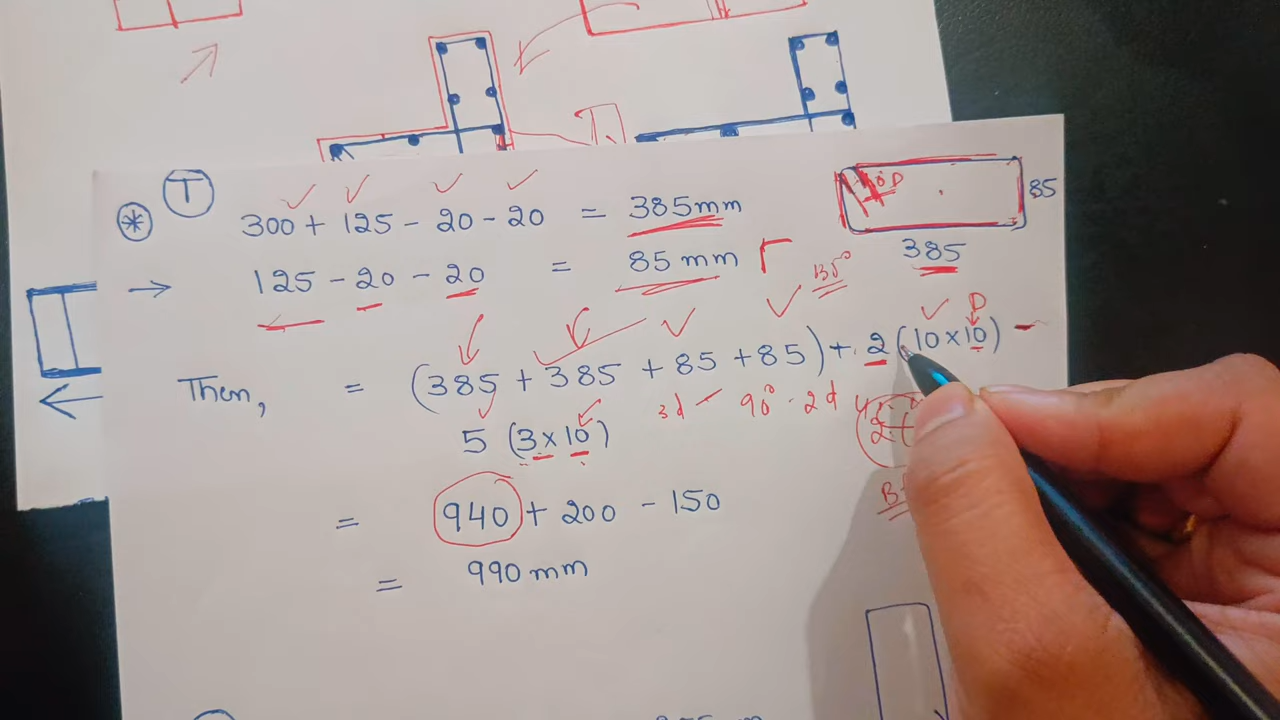 T
300 + 125 - 20 - 20 = 385mm
125 - 20 - 20 = 85 mm
10D
85
385
135°
D
Then, = (385 + 385 + 85 + 85) + 2 (10 × 10) -
5 (3 × 10)
3d - 90° · 2d
= 940 + 200 - 150
= 990 mm